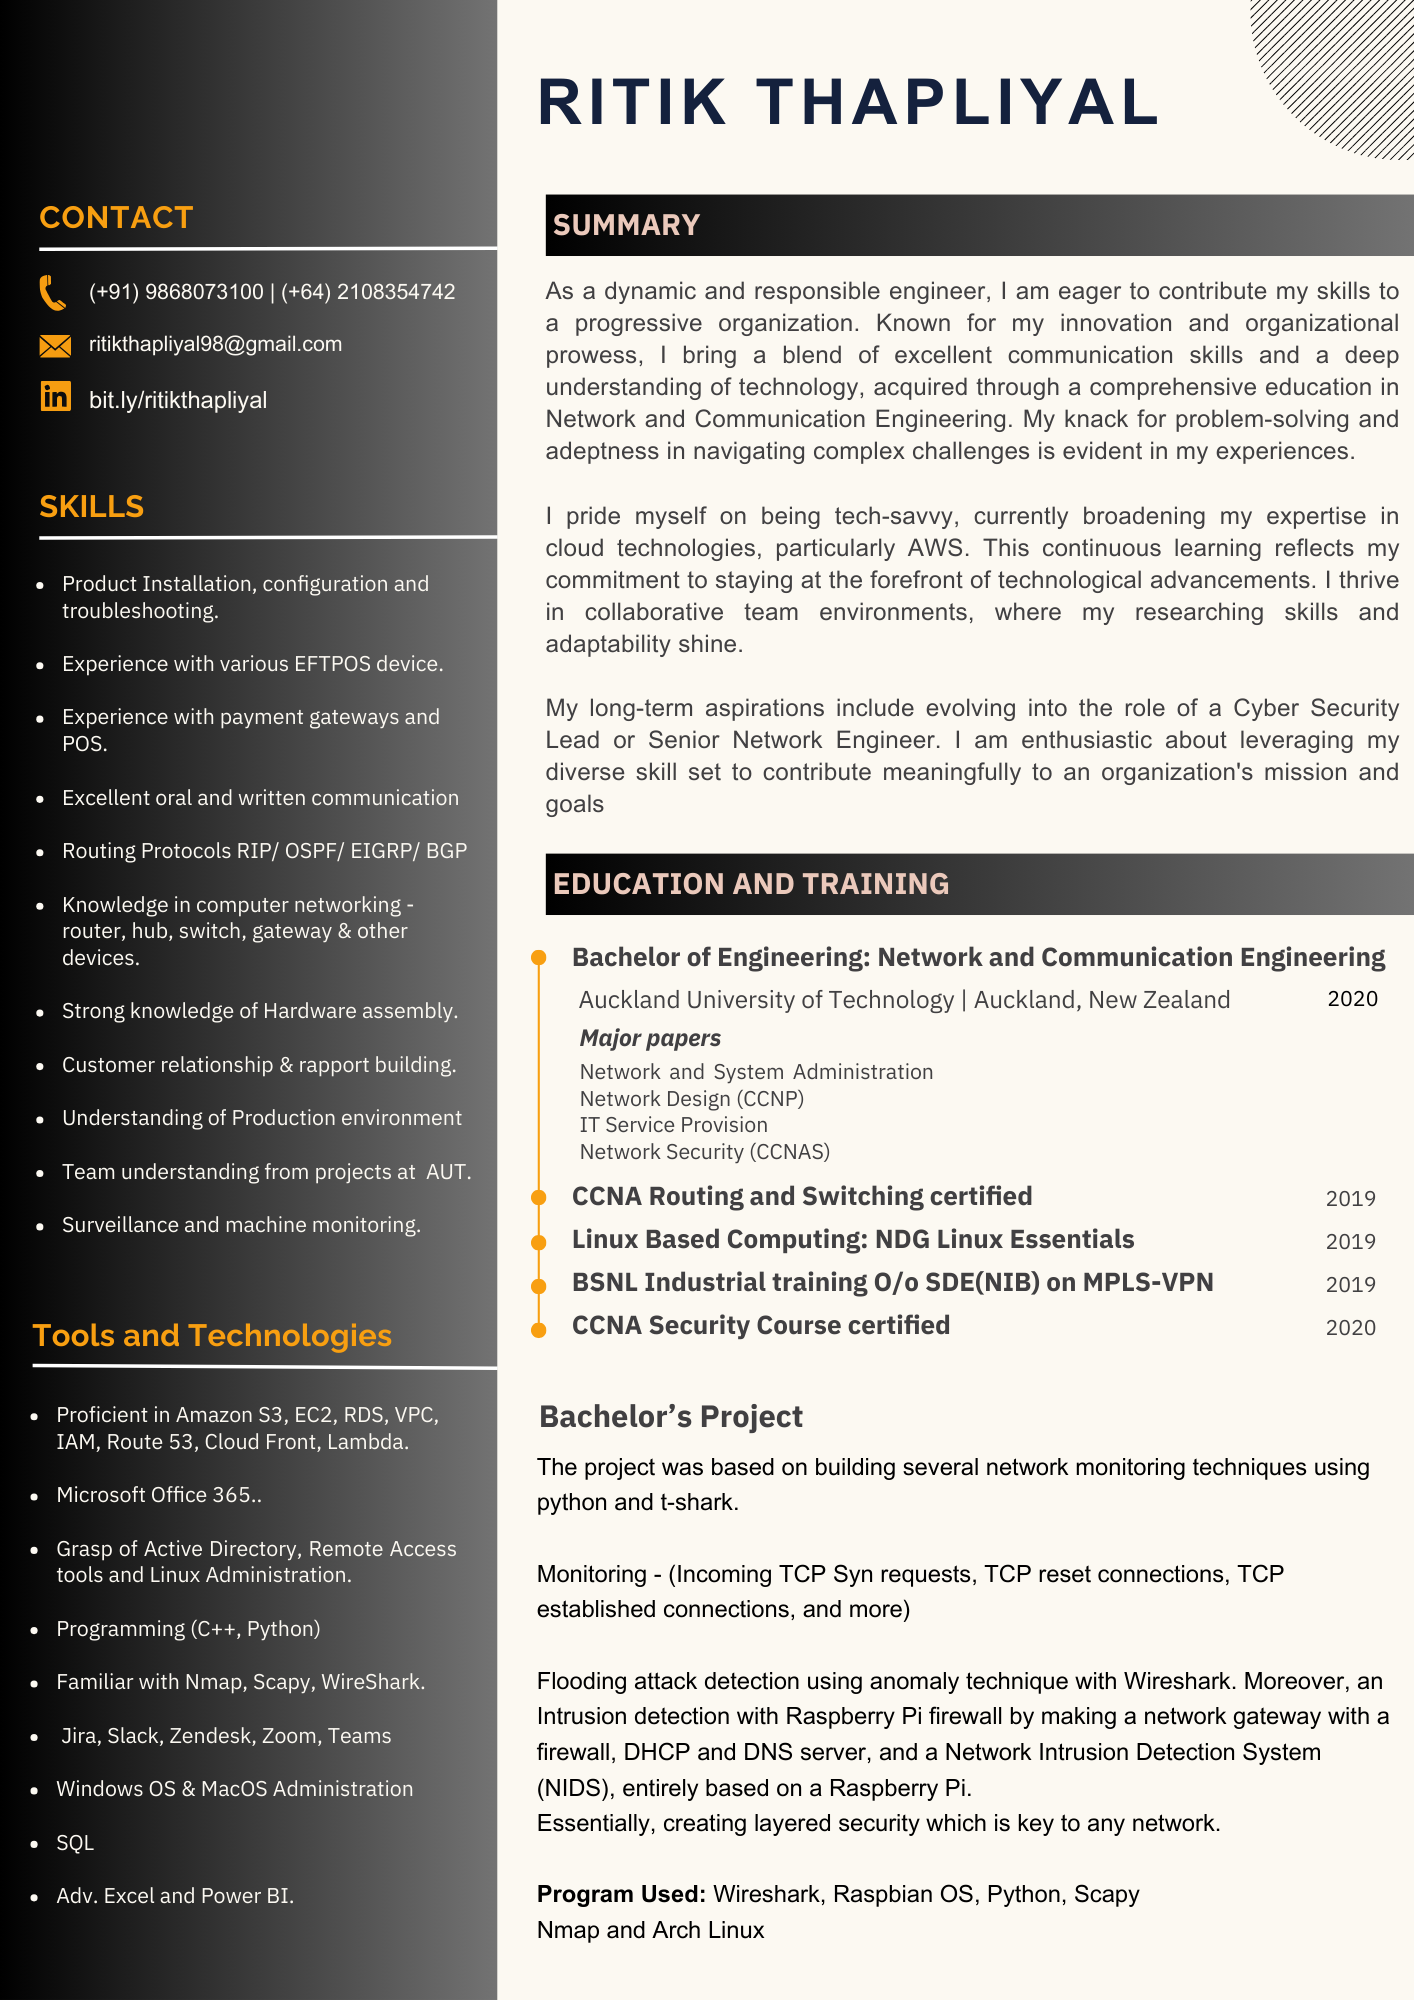 RITIK THAPLIYAL
CONTACT
(+91) 9868073100 | (+64) 2108354742
ritikthapliyal98@gmail.com
in
bit.ly/ritikthapliyal
SKILLS
• Product Installation, configuration and
troubleshooting.
• Experience with various EFTPOS device.
• Experience with payment gateways and
POS.
• Excellent oral and written communication
• Routing Protocols RIP/ OSPF/ EIGRP/ BGP
• Knowledge in computer networking -
router, hub, switch, gateway & other
devices.
• Strong knowledge of Hardware assembly.
• Customer relationship & rapport building.
• Understanding of Production environment
• Team understanding from projects at AUT.
• Surveillance and machine monitoring.
Tools and Technologies
• Proficient in Amazon S3, EC2, RDS, VPC,
IAM, Route 53, Cloud Front, Lambda.
• Microsoft Office 365..
• Grasp of Active Directory, Remote Access
tools and Linux Administration.
• Programming (C++, Python)
• Familiar with Nmap, Scapy, WireShark.
• Jira, Slack, Zendesk, Zoom, Teams
• Windows OS & MacOS Administration
• SQL
• Adv. Excel and Power BI.
SUMMARY
As a dynamic and responsible engineer, I am eager to contribute my skills to
a progressive organization. Known for my innovation and organizational
prowess, I bring a blend of excellent communication skills and a deep
understanding of technology, acquired through a comprehensive education in
Network and Communication Engineering. My knack for problem-solving and
adeptness in navigating complex challenges is evident in my experiences.
I pride myself on being tech-savvy, currently broadening my expertise in
cloud technologies, particularly AWS. This continuous learning reflects my
commitment to staying at the forefront of technological advancements. I thrive
in collaborative team environments, where my researching skills and
adaptability shine.
My long-term aspirations include evolving into the role of a Cyber Security
Lead or Senior Network Engineer. I am enthusiastic about leveraging my
diverse skill set to contribute meaningfully to an organization's mission and
goals
EDUCATION AND TRAINING
Bachelor of Engineering: Network and Communication Engineering
Auckland University of Technology | Auckland, New Zealand 2020
Major papers
Network and System Administration
Network Design (CCNP)
IT Service Provision
Network Security (CCNAS)
CCNA Routing and Switching certified 2019
Linux Based Computing: NDG Linux Essentials 2019
BSNL Industrial training O/o SDE(NIB) on MPLS-VPN 2019
CCNA Security Course certified 2020
Bachelor’s Project
The project was based on building several network monitoring techniques using
python and t-shark.
Monitoring - (Incoming TCP Syn requests, TCP reset connections, TCP
established connections, and more)
Flooding attack detection using anomaly technique with Wireshark. Moreover, an
Intrusion detection with Raspberry Pi firewall by making a network gateway with a
firewall, DHCP and DNS server, and a Network Intrusion Detection System
(NIDS), entirely based on a Raspberry Pi.
Essentially, creating layered security which is key to any network.
Program Used: Wireshark, Raspbian OS, Python, Scapy
Nmap and Arch Linux